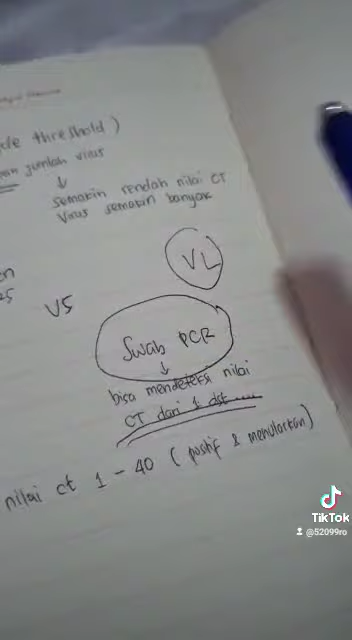 threshold)
jumlah virus
↓
semakin rendah nilai CT
Virus semakin banyak
VL
VS
Swab PCR
↓
bisa mendeteksi nilai
CT dari 1 dst
nilai ct 1 - 40 (positif & menularkan)
TikTok
@52099ro